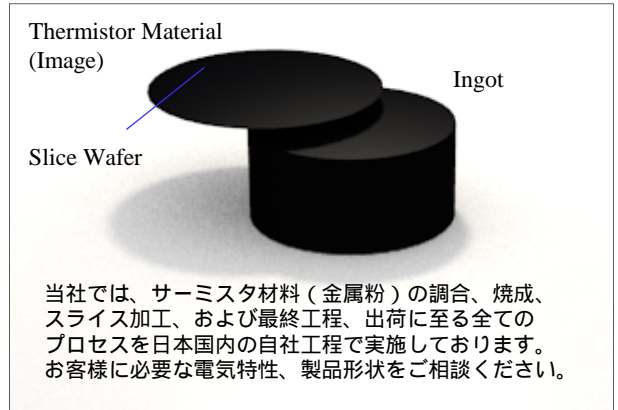 Thermistor Material
(Image)
Ingot
Slice Wafer
当社では、サーミスタ材料（金属粉）の調合、焼成、
スライス加工、および最終工程、出荷に至る全ての
プロセスを日本国内の自社工程で実施しております。
お客様に必要な電気特性、製品形状をご相談ください。